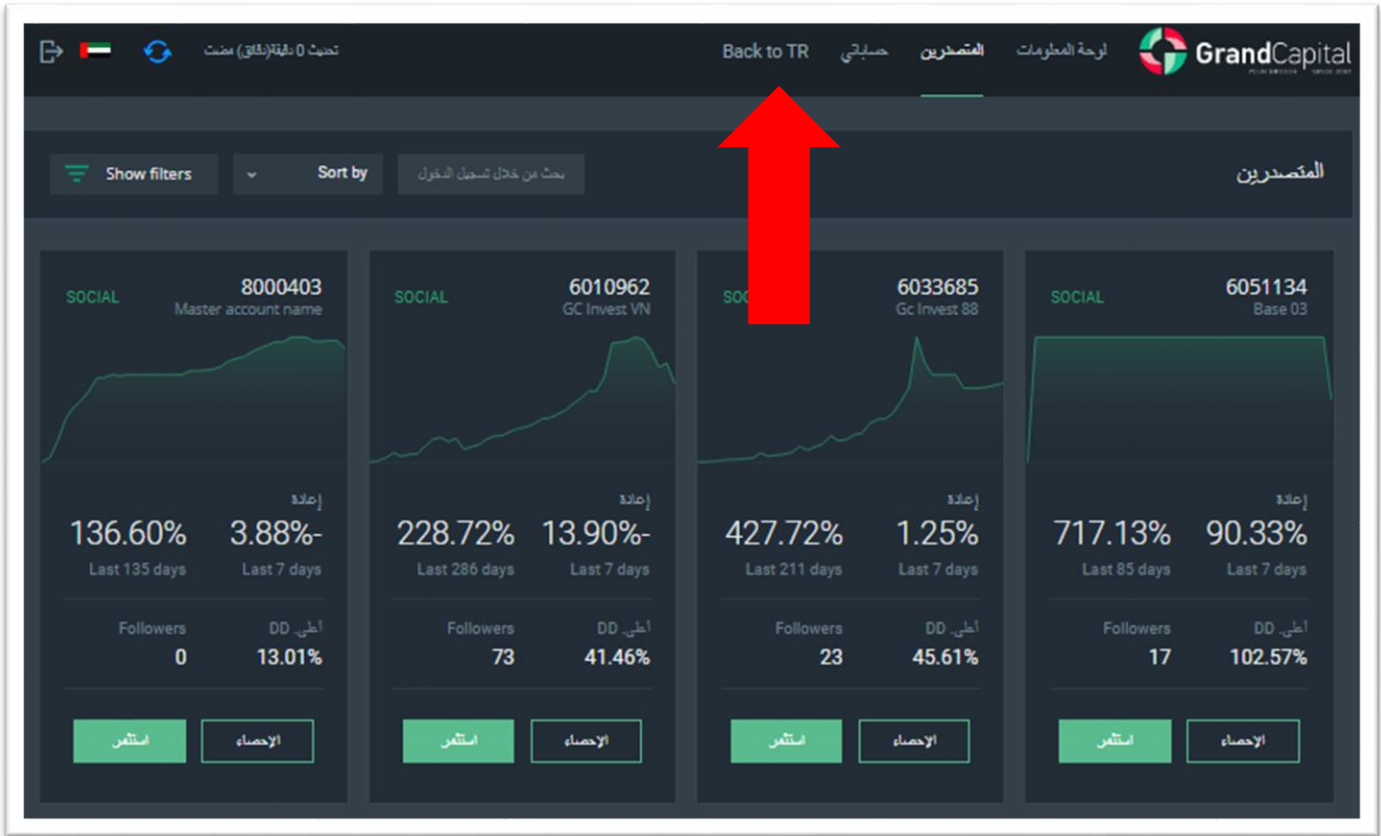 GrandCapital
لوحة المعلومات
المتصدرين
حساباتي
Back to TR
تحديث 0 دقيقة(دقائق) مضت
المتصدرين
بحث من خلال تسجيل الدخول
Sort by
Show filters
6051134
SOCIAL
Base 03
إعادة
90.33%
717.13%
Last 7 days
Last 85 days
أعلى. DD
Followers
102.57%
17
الإحصاء
استثمر
6033685
Gc Invest 88
إعادة
1.25%
427.72%
Last 7 days
Last 211 days
أعلى. DD
Followers
45.61%
23
الإحصاء
استثمر
6010962
SOCIAL
GC Invest VN
إعادة
13.90%-
228.72%
Last 7 days
Last 286 days
أعلى. DD
Followers
41.46%
73
الإحصاء
استثمر
8000403
SOCIAL
Master account name
إعادة
3.88%-
136.60%
Last 7 days
Last 135 days
أعلى. DD
Followers
13.01%
0
الإحصاء
استثمر